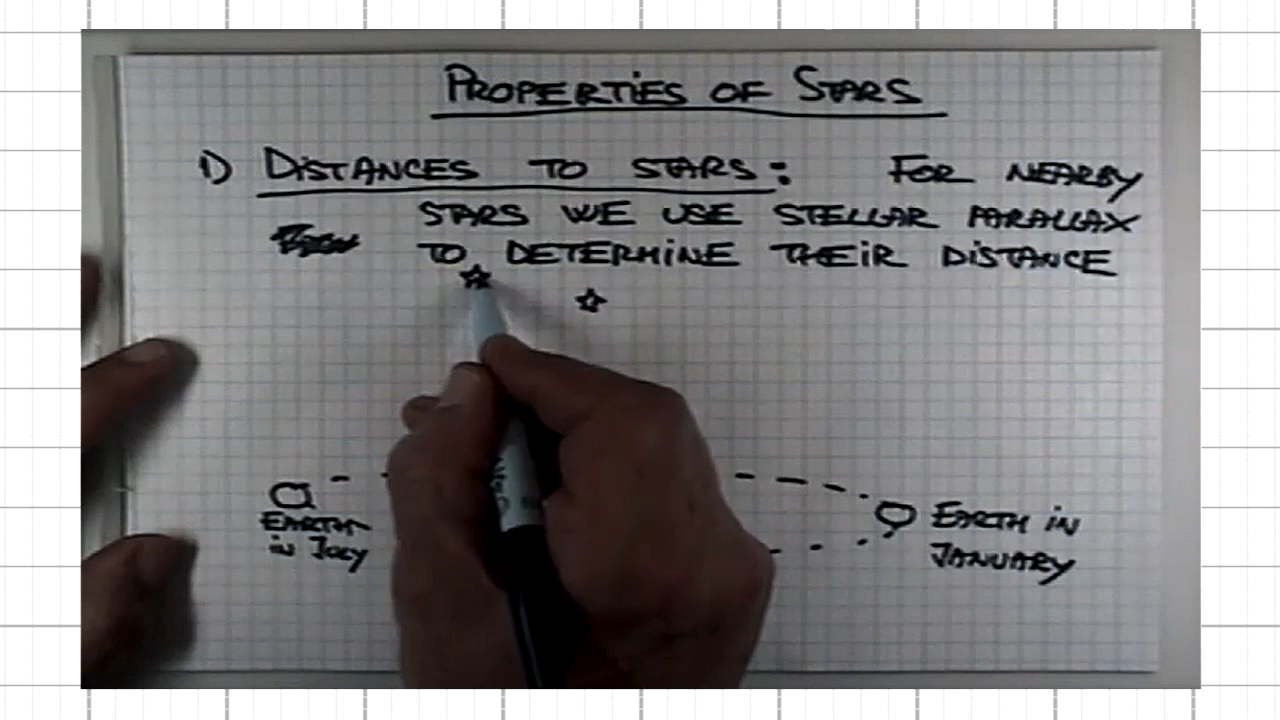 PROPERTIES OF STARS
1) DISTANCES TO STARS: FOR NEARBY
STARS WE USE STELLAR PARALLAX
TO DETERMINE THEIR DISTANCE
EARTH
IN JULY
EARTH IN
JANUARY